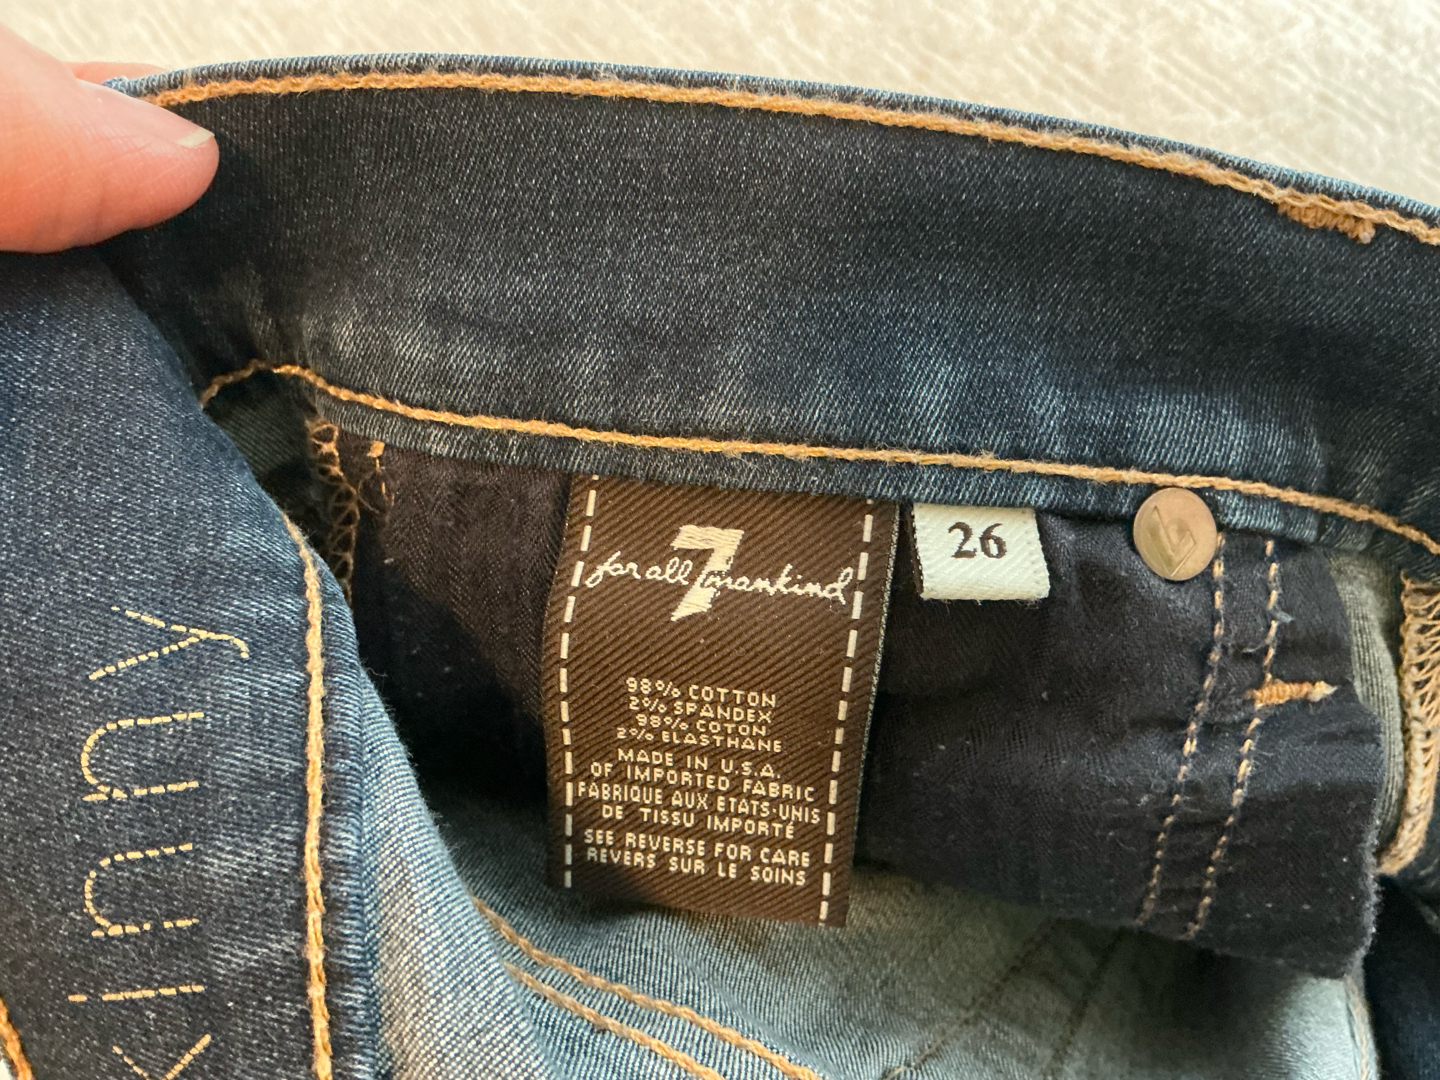 7
for all mankind
26
98% COTTON
2% SPANDEX
98% COTON
2% ELASTHANE
MADE IN U.S.A.
OF IMPORTED FABRIC
FABRIQUE AUX ETATS-UNIS
DE TISSU IMPORTÉ
SEE REVERSE FOR CARE
REVERS SUR LE SOINS
kinny